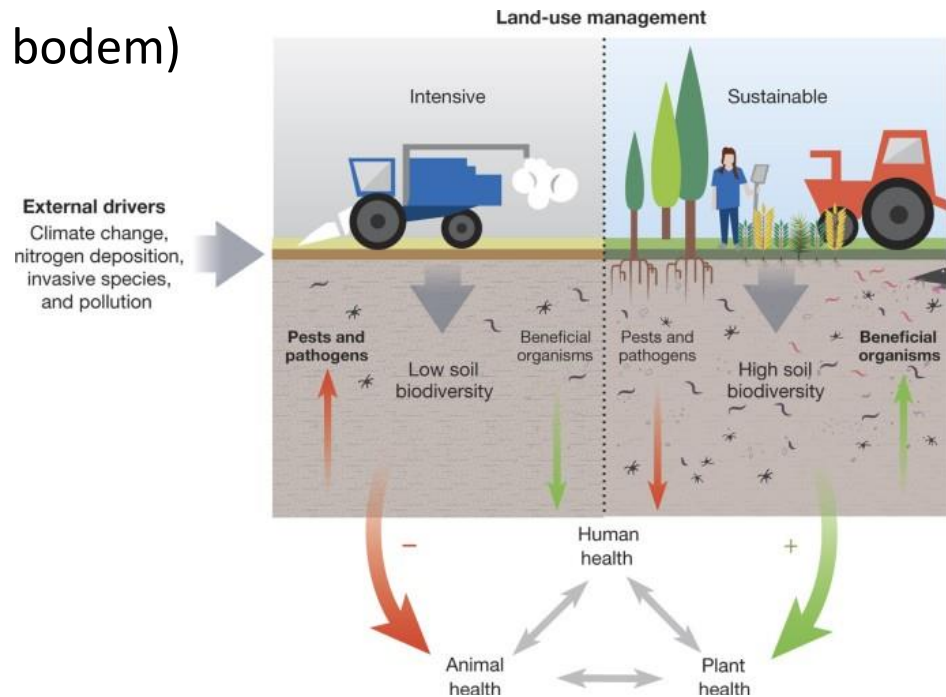 bodem)
Land-use management
Intensive
Sustainable
External drivers
Climate change,
nitrogen deposition,
invasive species,
and pollution
Pests and
pathogens
Low soil
biodiversity
Beneficial
organisms
Pests and
pathogens
High soil
biodiversity
Beneficial
organisms
–
Human
health
+
Animal
health
Plant
health